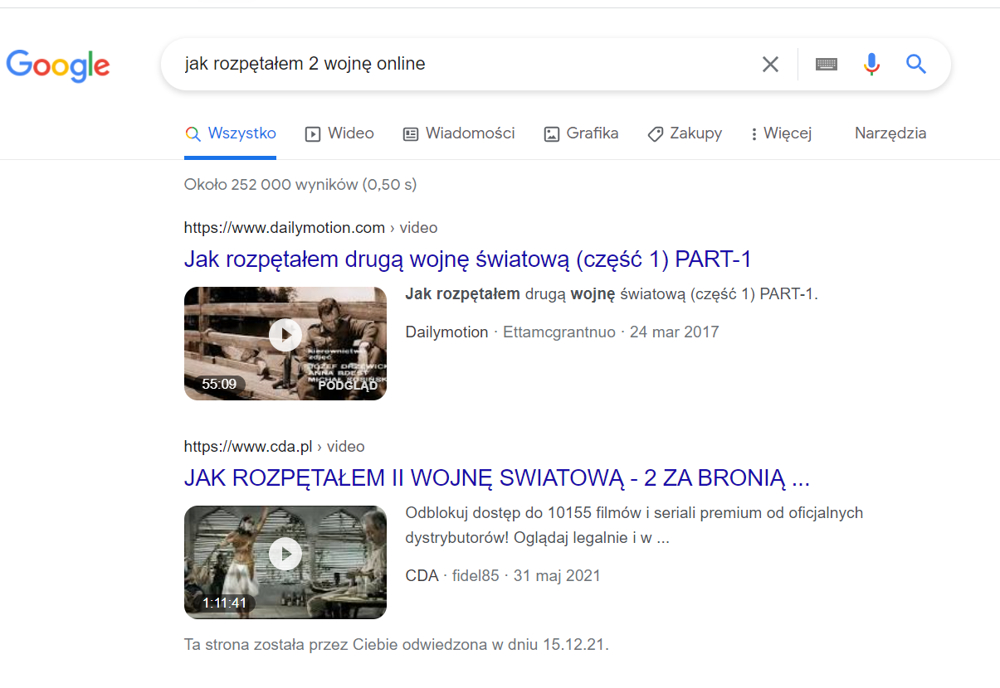 Google
jak rozpętałem 2 wojnę online
Wszystko Wideo Wiadomości Grafika Zakupy Więcej Narzędzia
Około 252 000 wyników (0,50 s)
https://www.dailymotion.com › video
Jak rozpętałem drugą wojnę światową (część 1) PART-1
Jak rozpętałem drugą wojnę światową (część 1) PART-1.
Dailymotion · Ettamcgrantnuo · 24 mar 2017
kierownictwo
zdjęć
JÓZEF DRZEWICK
ANNA BDEST
MICHAŁ SOSIŃSK
55:09 PODGLĄD
https://www.cda.pl › video
JAK ROZPĘTAŁEM II WOJNĘ SWIATOWĄ - 2 ZA BRONIĄ ...
Odblokuj dostęp do 10155 filmów i seriali premium od oficjalnych
dystrybutorów! Oglądaj legalnie i w ...
CDA · fidel85 · 31 maj 2021
1:11:41
Ta strona została przez Ciebie odwiedzona w dniu 15.12.21.